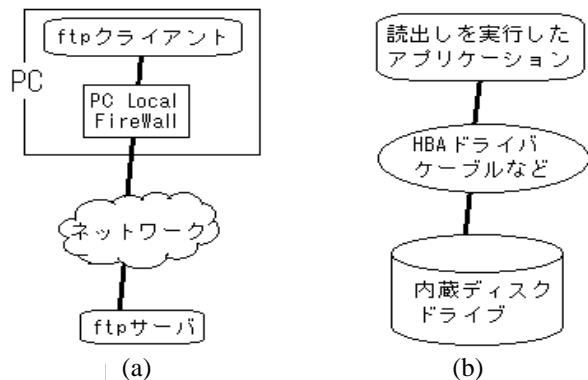 ftpクライアント
PC
PC Local
FireWall
ネットワーク
ftpサーバ
(a)
読出しを実行した
アプリケーション
HBAドライバ
ケーブルなど
内蔵ディスク
ドライブ
(b)